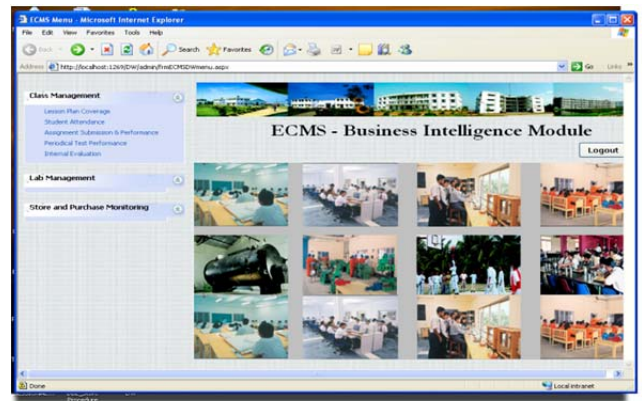 ECMS Menu - Microsoft Internet Explorer
File Edit View Favorites Tools Help
Back Search Favorites
Address http://localhost:1269/DW/admin/frmECMSDWmenu.aspx Go Links
Class Management
Lesson Plan Coverage
Student Attendance
Assignment Submission & Performance
Periodical Test Performance
Internal Evaluation
Lab Management
Store and Purchase Monitoring
ECMS - Business Intelligence Module
Logout
Done
Local intranet
Procedure